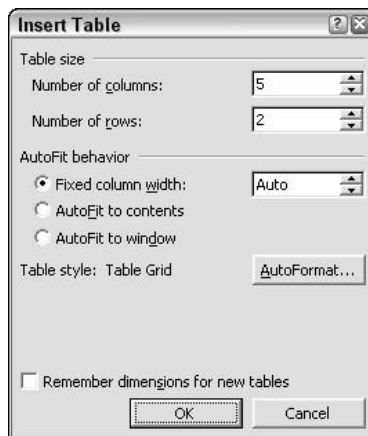 Insert Table
Table size
Number of columns: 5
Number of rows: 2
AutoFit behavior
Fixed column width: Auto
AutoFit to contents
AutoFit to window
Table style: Table Grid AutoFormat...
Remember dimensions for new tables
OK Cancel